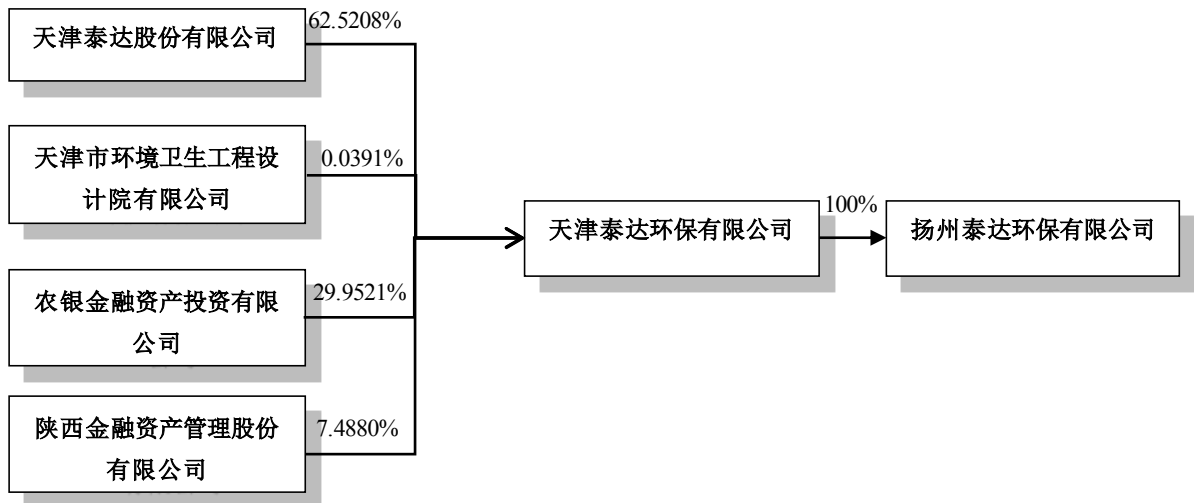 62.5208%
天津泰达股份有限公司
天津市环境卫生工程设
计院有限公司
0.0391%
天津泰达环保有限公司
100%
扬州泰达环保有限公司
农银金融资产投资有限
公司
29.9521%
陕西金融资产管理股份
有限公司
7.4880%